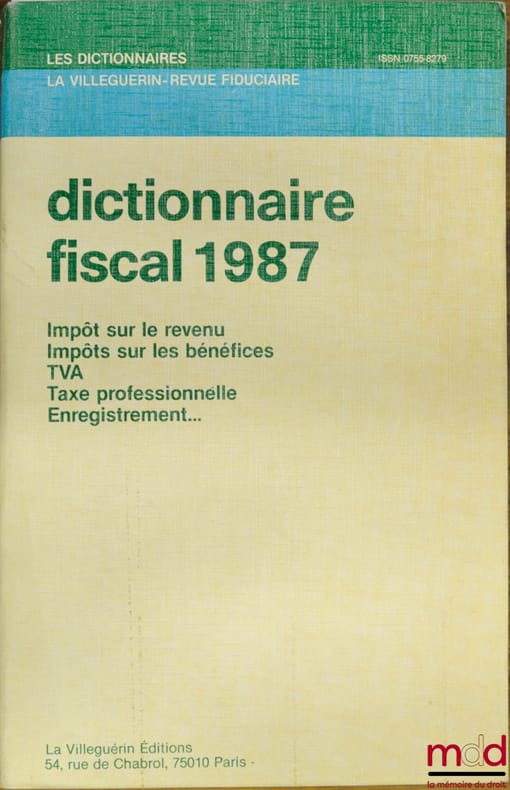 LES DICTIONNAIRES
ISSN 0755-8279
LA VILLEGUERIN-REVUE FIDUCIAIRE
dictionnaire
fiscal 1987
Impôt sur le revenu
Impôts sur les bénéfices
TVA
Taxe professionnelle
Enregistrement...
La Villeguérin Éditions
54, rue de Chabrol, 75010 Paris
mdd
la mémoire du droit